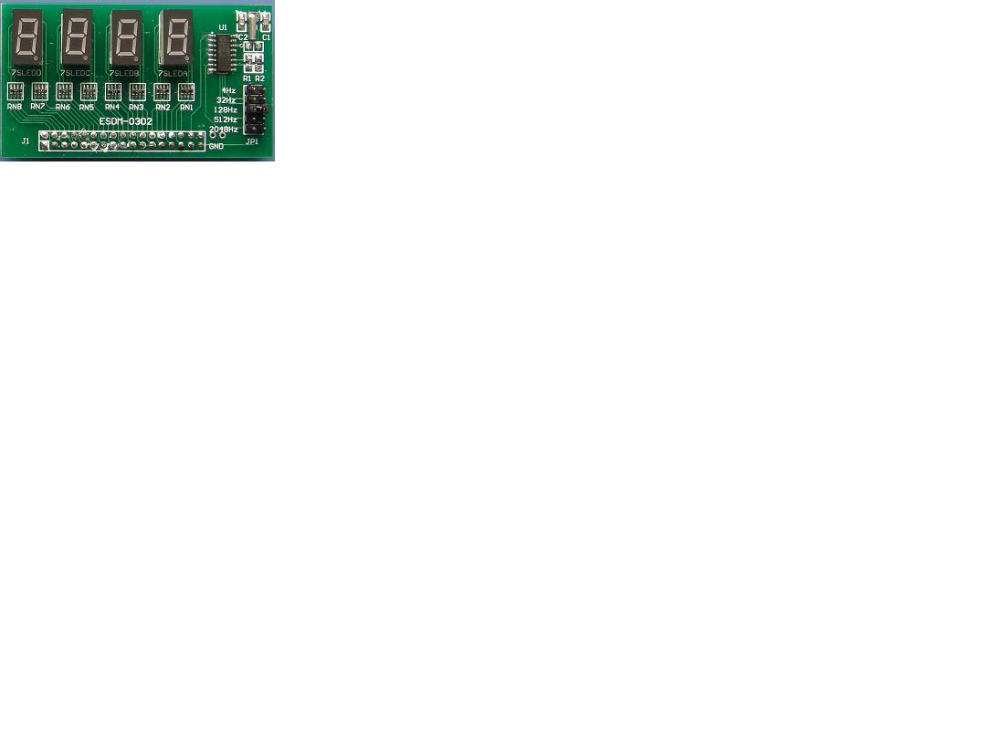 U1
C2 C1
7SLEDD 7SLEDC 7SLEDB 7SLEDA
R1 R2
RN8 RN7 RN6 RN5 RN4 RN3 RN2 RN1
4Hz
32Hz
128Hz
512Hz
2048Hz
ESDM-0302
J1
GND
JP1